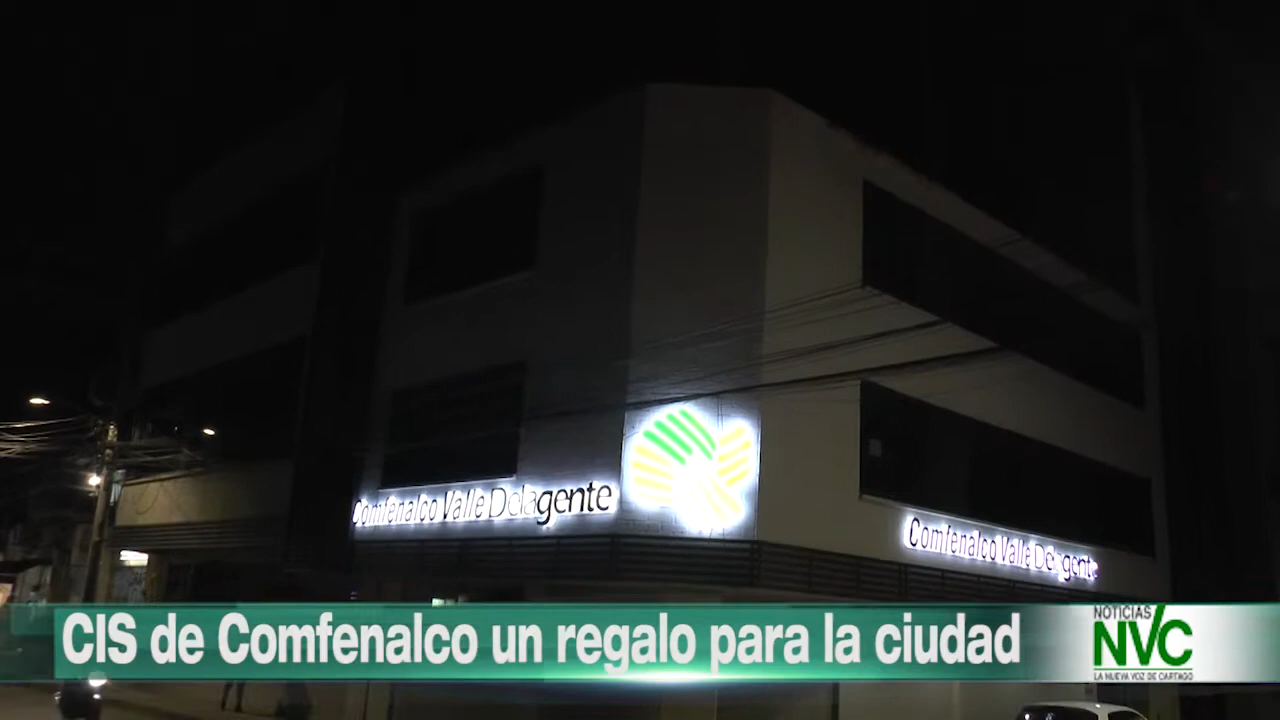 Comfenalco Valle Delagente
Comfenalco Valle Delagente
CIS de Comfenalco un regalo para la ciudad
NOTICIAS
NVC
LA NUEVA VOZ DE CARTAGO